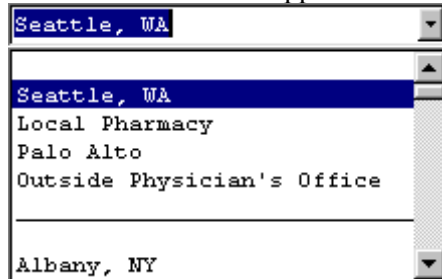 Seattle, WA
Seattle, WA
Local Pharmacy
Palo Alto
Outside Physician's Office
Albany, NY